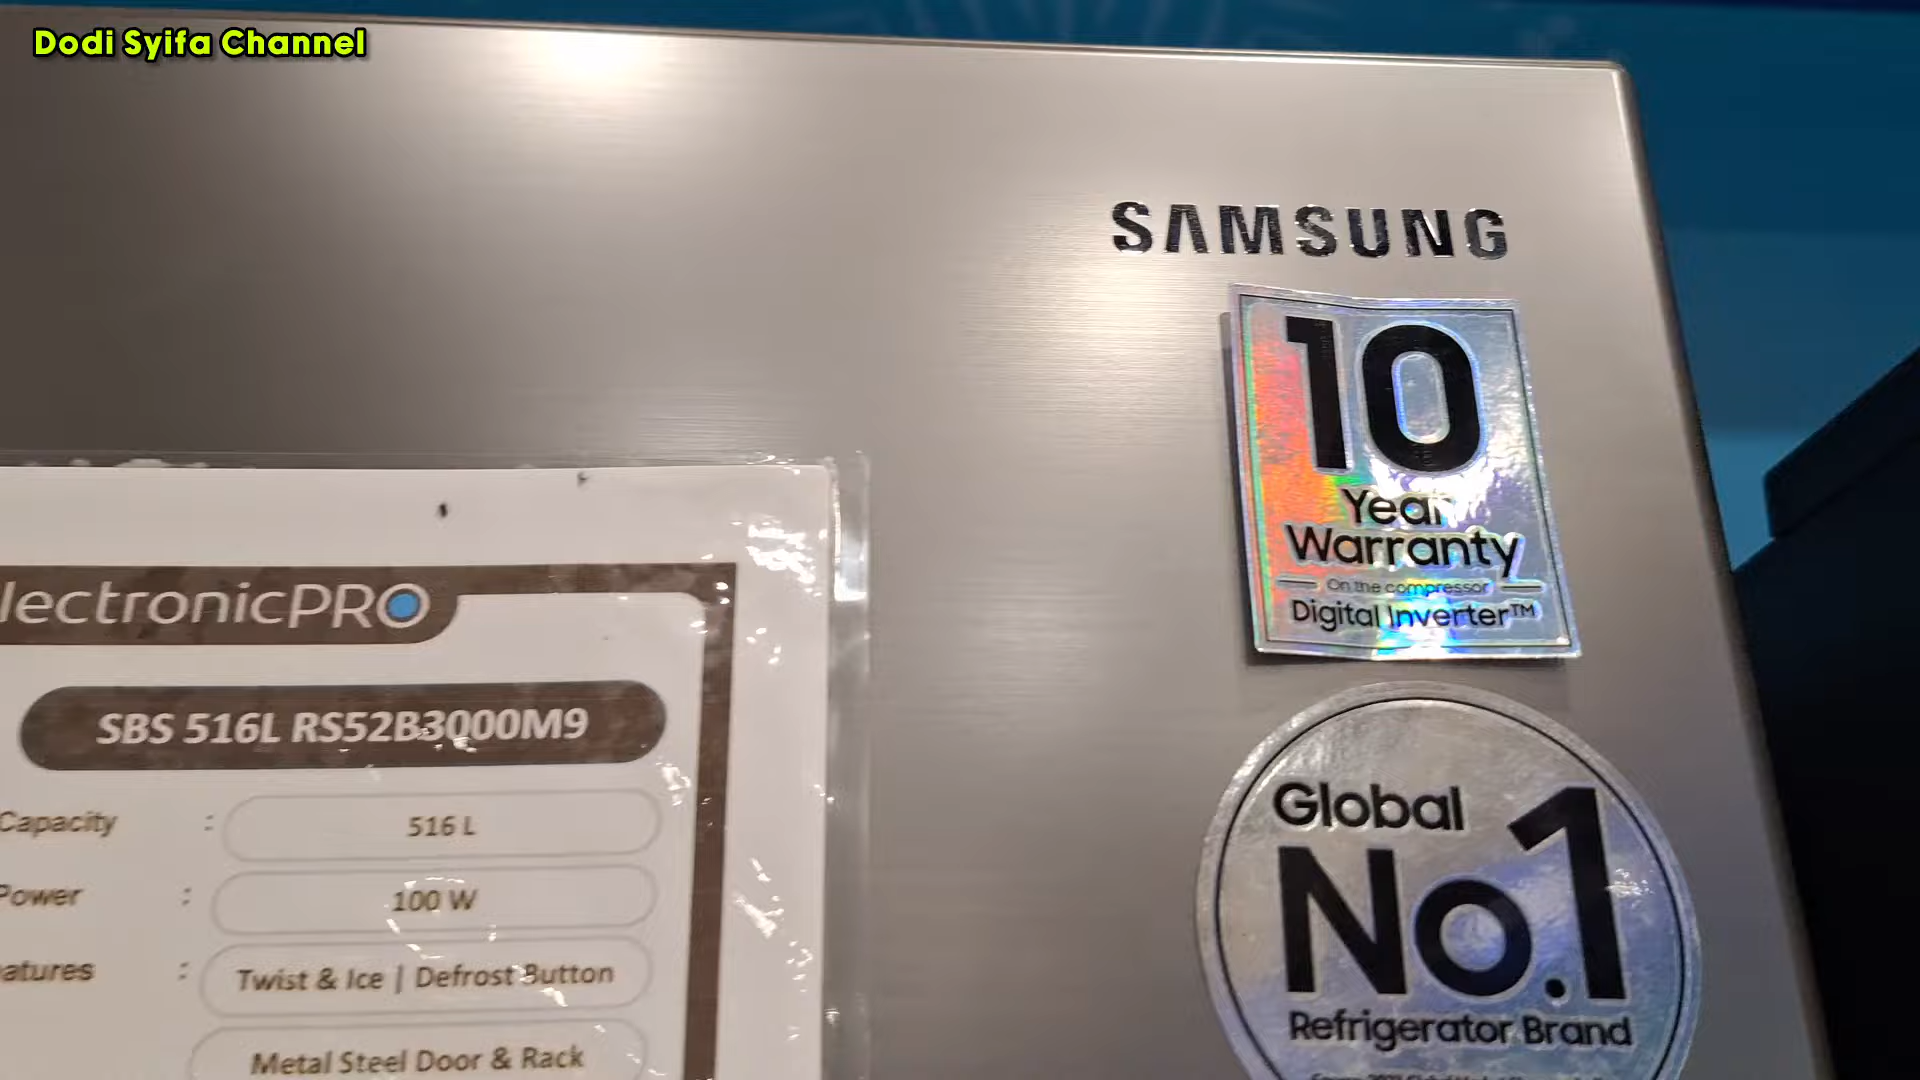 Dodi Syifa Channel
SAMSUNG
10
Year
Warranty
On the compressor
Digital Inverter™
lectronicPRO
SBS 516L RS52B3000M9
Capacity : 516 L
Power : 100 W
atures : Twist & Ice | Defrost Button
Metal Steel Door & Rack
Global
No.1
Refrigerator Brand